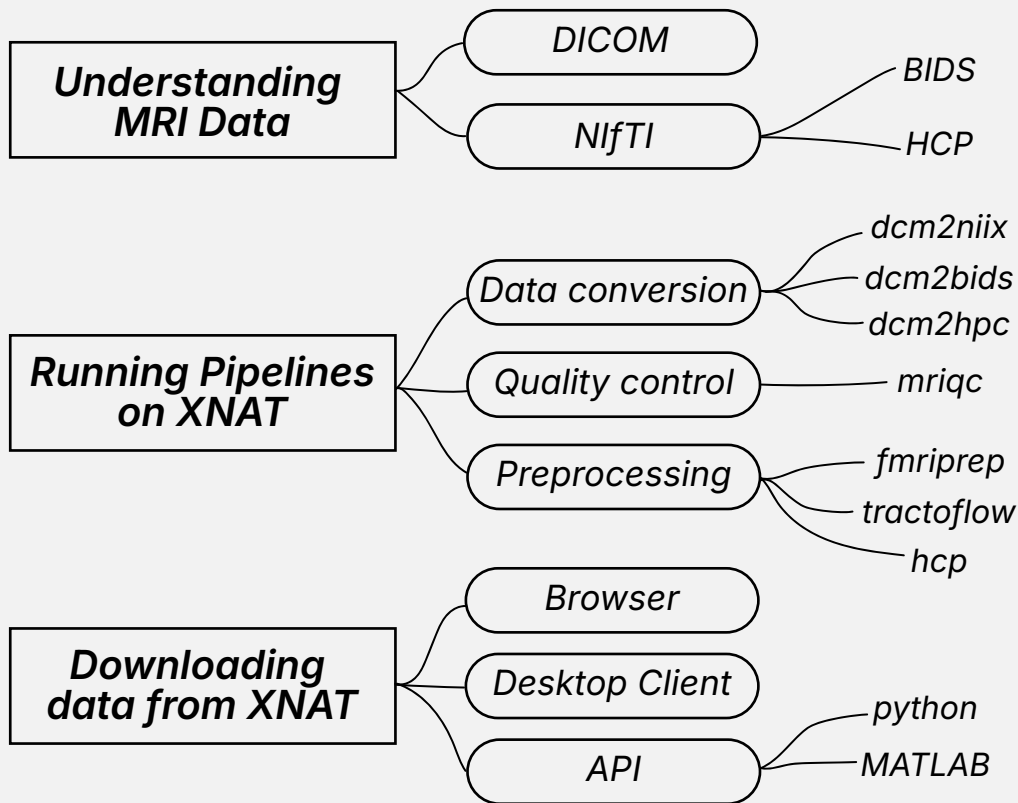 Understanding
MRI Data
DICOM
NIfTI
BIDS
HCP
Running Pipelines
on XNAT
Data conversion
dcm2niix
dcm2bids
dcm2hpc
Quality control
mriqc
Preprocessing
fmriprep
tractoflow
hcp
Downloading
data from XNAT
Browser
Desktop Client
API
python
MATLAB